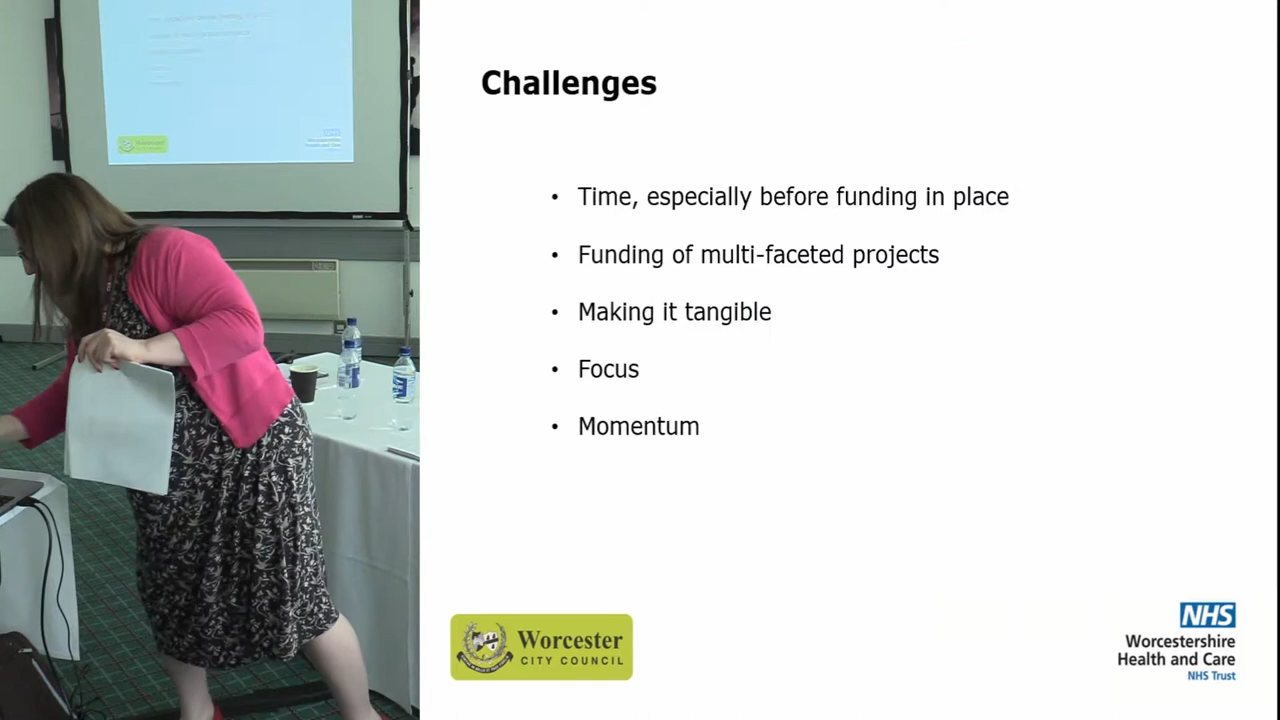 Challenges
• Time, especially before funding in place
• Funding of multi-faceted projects
• Making it tangible
• Focus
• Momentum
Worcester
CITY COUNCIL
NHS
Worcestershire
Health and Care
NHS Trust
Worcester